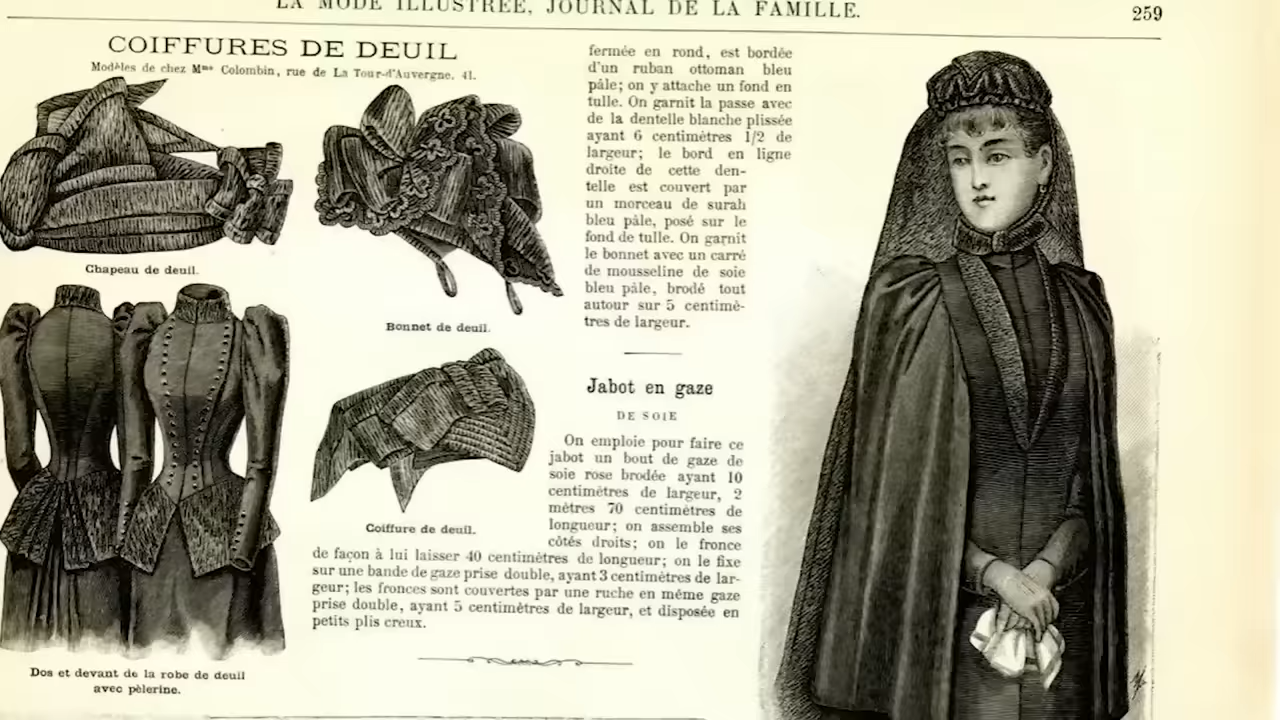 LA MODE ILLUSTRÉE, JOURNAL DE LA FAMILLE.
259
COIFFURES DE DEUIL
Modèles de chez Mme Colombin, rue de La Tour-d'Auvergne, 41.
Chapeau de deuil.
Bonnet de deuil.
Dos et devant de la robe de deuil
avec pèlerine.
Coiffure de deuil.
fermée en rond, est bordée
d'un ruban ottoman bleu
pâle; on y attache un fond en
tulle. On garnit la passe avec
de la dentelle blanche plissée
ayant 6 centimètres 1/2 de
largeur; le bord en ligne
droite de cette den-
telle est couvert par
un morceau de surah
bleu pâle, posé sur le
fond de tulle. On garnit
le bonnet avec un carré
de mousseline de soie
bleu pâle, brodé tout
autour sur 5 centimè-
tres de largeur.
Jabot en gaze
DE SOIE
On emploie pour faire ce
jabot un bout de gaze de
soie rose brodée ayant 10
centimètres de largeur, 2
mètres 70 centimètres de
longueur; on assemble ses
côtés droits; on le fronce
de façon à lui laisser 40 centimètres de longueur; on le fixe
sur une bande de gaze prise double, ayant 3 centimètres de lar-
geur; les fronces sont couvertes par une ruche en même gaze
prise double, ayant 5 centimètres de largeur, et disposée en
petits plis creux.